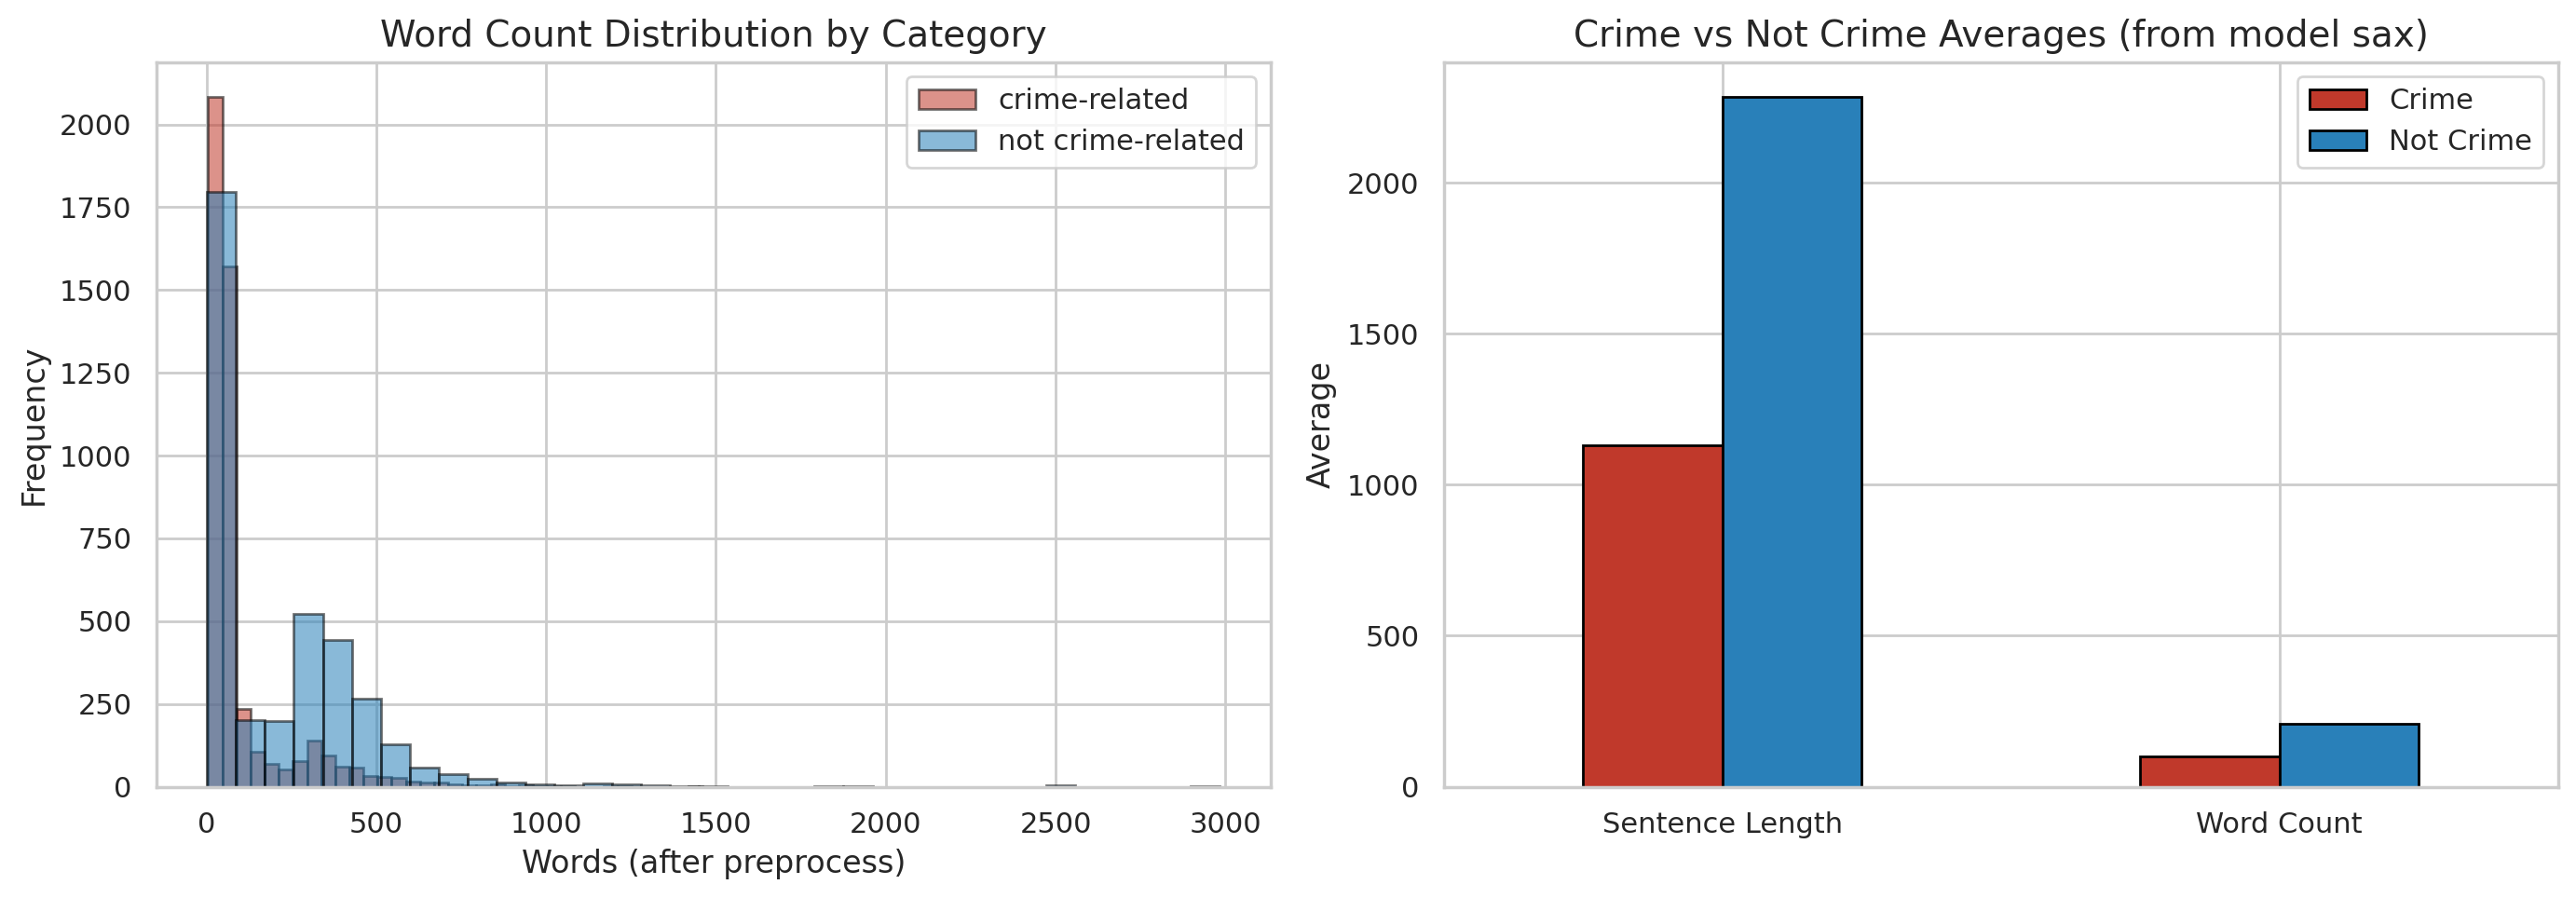 Word Count Distribution by Category
crime-related
not crime-related
2000
1750
1500
1250
1000
750
500
250
0
Frequency
0 500 1000 1500 2000 2500 3000
Words (after preprocess)
Crime vs Not Crime Averages (from model sax)
Crime
Not Crime
2000
1500
1000
500
0
Average
Sentence Length Word Count